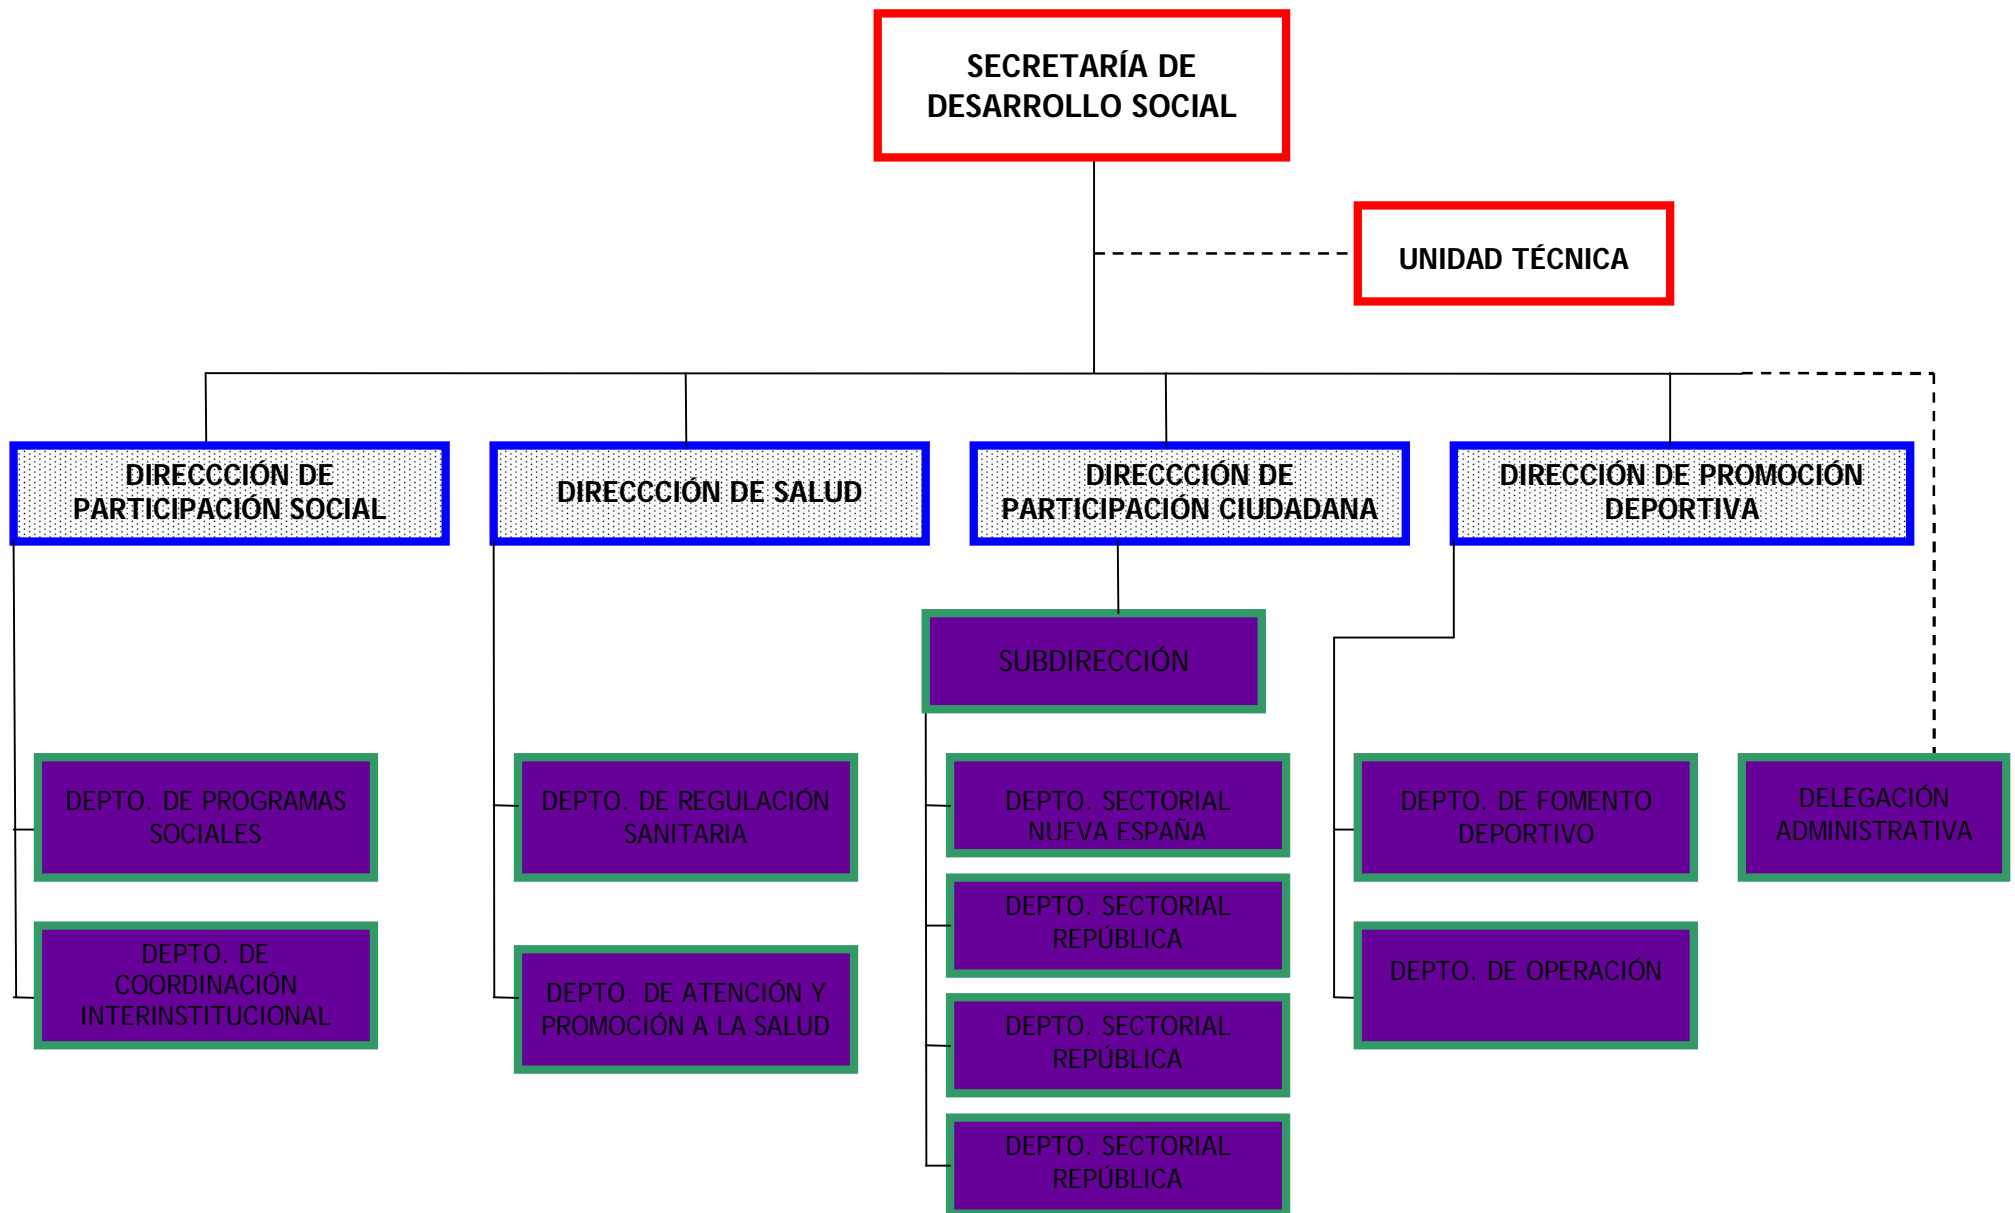 SECRETARÍA DE
DESARROLLO SOCIAL
UNIDAD TÉCNICA
DIRECCCIÓN DE
PARTICIPACIÓN SOCIAL
DIRECCCIÓN DE SALUD
DIRECCCIÓN DE
PARTICIPACIÓN CIUDADANA
DIRECCIÓN DE PROMOCIÓN
DEPORTIVA
SUBDIRECCIÓN
DEPTO. DE PROGRAMAS
SOCIALES
DEPTO. DE REGULACIÓN
SANITARIA
DEPTO. SECTORIAL
NUEVA ESPAÑA
DEPTO. DE FOMENTO
DEPORTIVO
DELEGACIÓN
ADMINISTRATIVA
DEPTO. SECTORIAL
REPÚBLICA
DEPTO. DE
COORDINACIÓN
INTERINSTITUCIONAL
DEPTO. DE ATENCIÓN Y
PROMOCIÓN A LA SALUD
DEPTO. SECTORIAL
REPÚBLICA
DEPTO. DE OPERACIÓN
DEPTO. SECTORIAL
REPÚBLICA